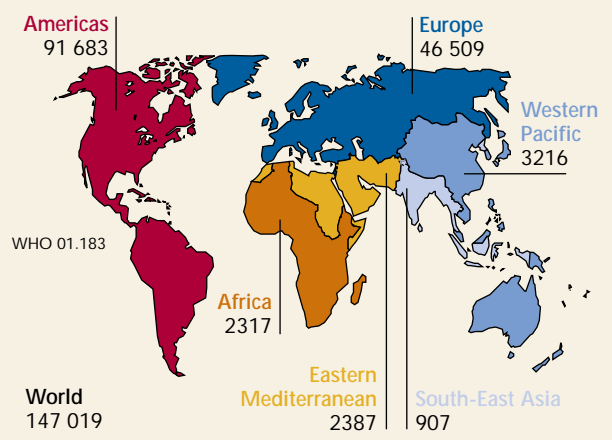 Americas
91 683
Europe
46 509
Western
Pacific
3216
WHO 01.183
Africa
2317
Eastern
Mediterranean
2387
South-East Asia
907
World
147 019